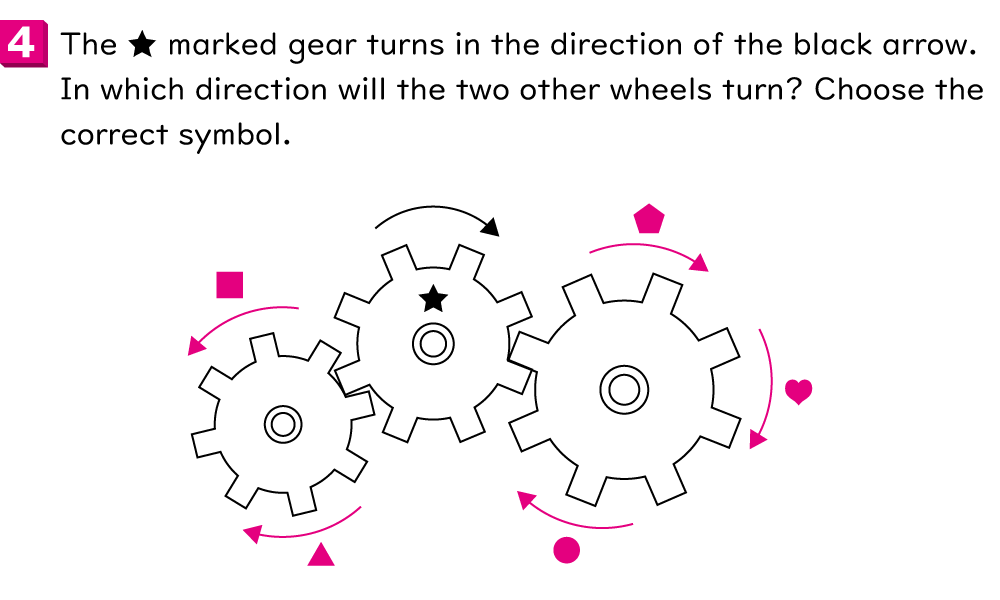 4 The ★ marked gear turns in the direction of the black arrow.
In which direction will the two other wheels turn? Choose the
correct symbol.